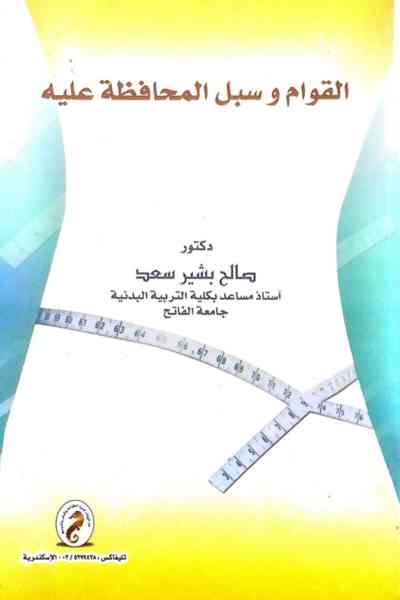 القوام و سبل المحافظة عليه
دكتور
صالح بشير سعد
أستاذ مساعد بكلية التربية البدنية
جامعة الفاتح